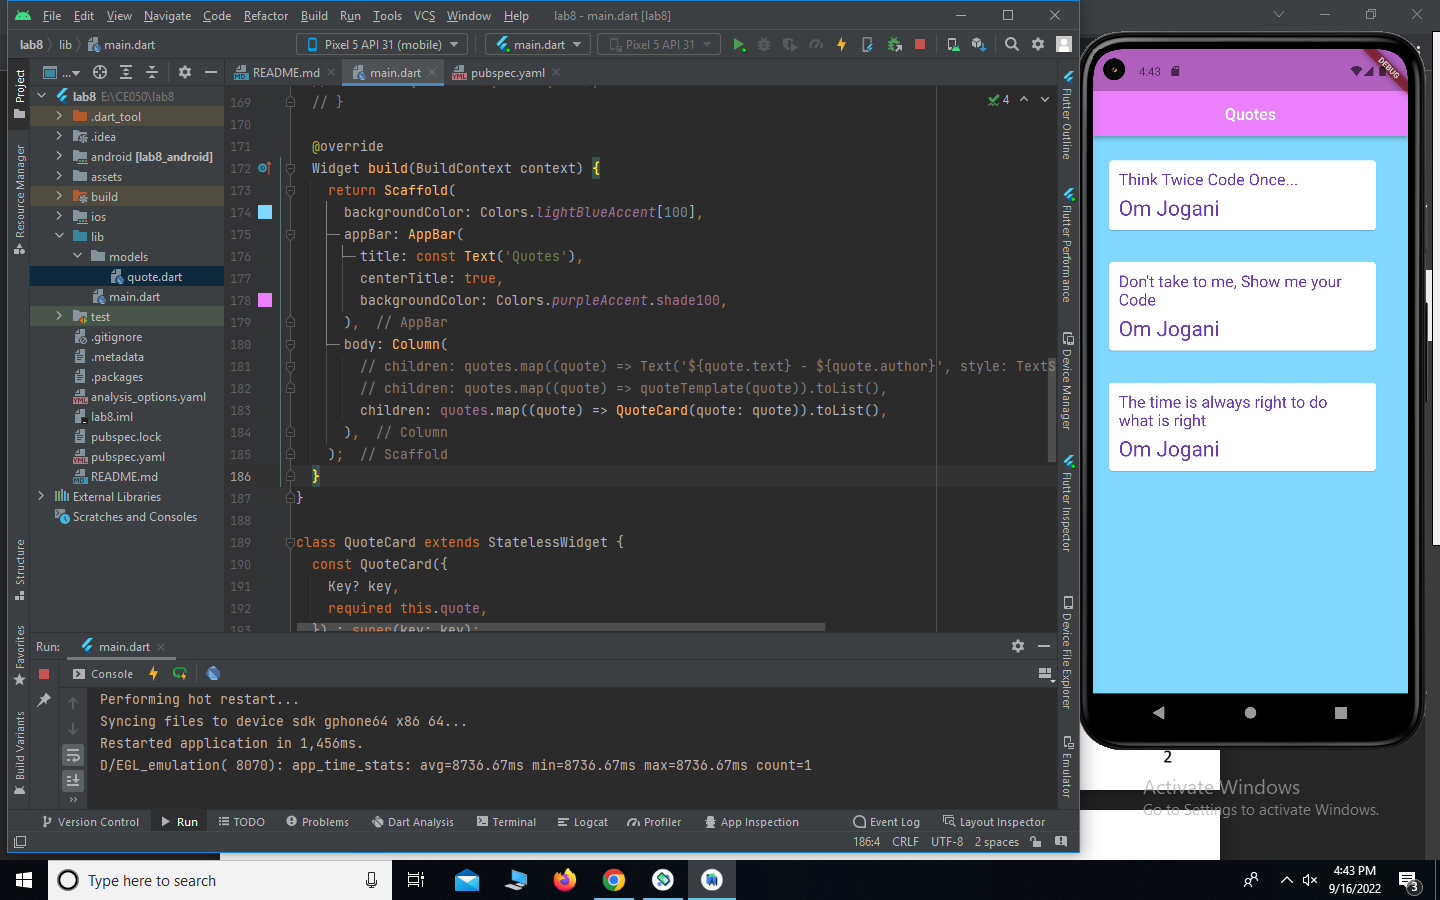 File Edit View Navigate Code Refactor Build Run Tools VCS Window Help lab8 - main.dart [lab8]
lab8 lib main.dart Pixel 5 API 31 (mobile) main.dart Pixel 5 API 31
... README.md main.dart pubspec.yaml
Project
Resource Manager
Structure
Favorites
Build Variants
lab8 E:\CE050\lab8
.dart_tool
.idea
android [lab8_android]
assets
build
ios
lib
models
quote.dart
main.dart
test
.gitignore
.metadata
.packages
analysis_options.yaml
lab8.iml
pubspec.lock
pubspec.yaml
README.md
External Libraries
Scratches and Consoles
4
169 // }
170
171 @override
172 Widget build(BuildContext context) {
173 return Scaffold(
174 backgroundColor: Colors.lightBlueAccent[100],
175 appBar: AppBar(
176 title: const Text('Quotes'),
177 centerTitle: true,
178 backgroundColor: Colors.purpleAccent.shade100,
179 ), // AppBar
180 body: Column(
181 // children: quotes.map((quote) => Text('${quote.text} - ${quote.author}', style: TextS
182 // children: quotes.map((quote) => quoteTemplate(quote)).toList(),
183 children: quotes.map((quote) => QuoteCard(quote: quote)).toList(),
184 ), // Column
185 ); // Scaffold
186 }
187 }
188
189 class QuoteCard extends StatelessWidget {
190 const QuoteCard({
191 Key? key,
192 required this.quote,
193 }) : super(key: key);
Flutter Outline
Flutter Performance
Device Manager
Flutter Inspector
Device File Explorer
Emulator
Run: main.dart
Console
Performing hot restart...
Syncing files to device sdk gphone64 x86 64...
Restarted application in 1,456ms.
D/EGL_emulation( 8070): app_time_stats: avg=8736.67ms min=8736.67ms max=8736.67ms count=1
Version Control Run TODO Problems Dart Analysis Terminal Logcat Profiler App Inspection Event Log Layout Inspector
186:4 CRLF UTF-8 2 spaces
4:43
DEBUG
Quotes
Think Twice Code Once...
Om Jogani
Don't take to me, Show me your
Code
Om Jogani
The time is always right to do
what is right
Om Jogani
2
Activate Windows
Go to Settings to activate Windows.
Type here to search
4:43 PM
9/16/2022
3